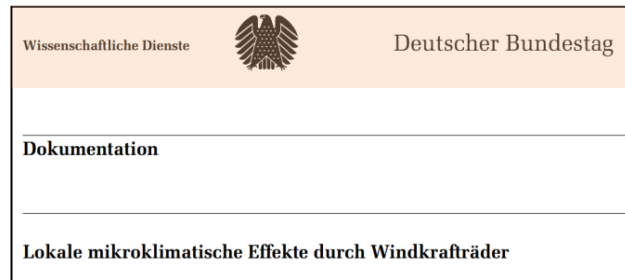 Wissenschaftliche Dienste
Deutscher Bundestag
Dokumentation
Lokale mikroklimatische Effekte durch Windkrafträder